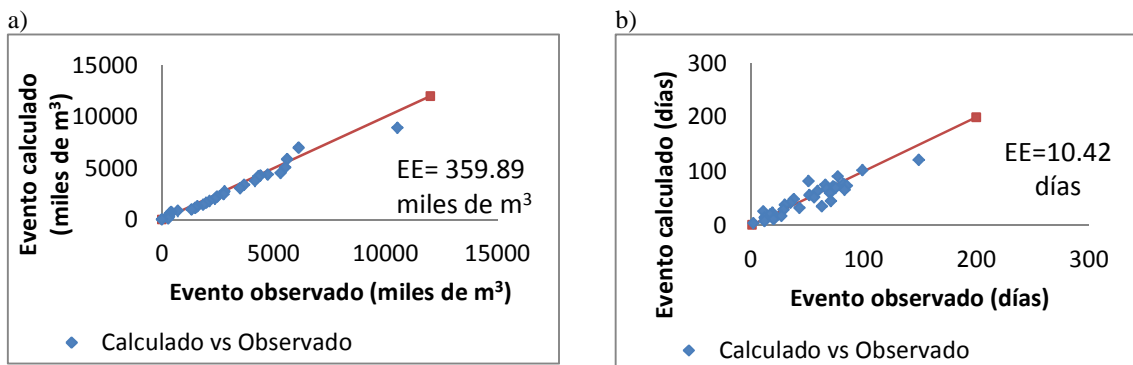 a)
15000
10000
5000
0
0
5000
10000
15000
Evento calculado
(miles de m³)
EE= 359.89
miles de m³
Evento observado (miles de m³)
Calculado vs Observado
b)
300
200
100
0
0
100
200
300
Evento calculado (días)
EE=10.42
días
Evento observado (días)
Calculado vs Observado